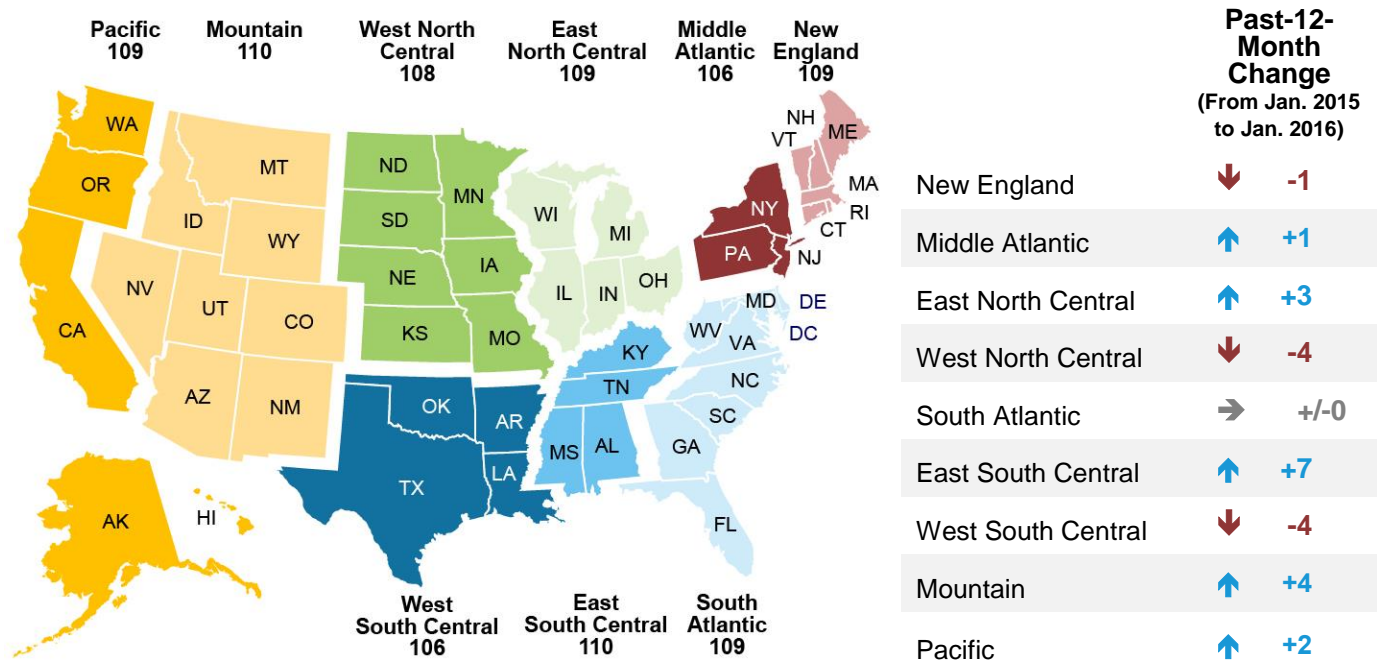 Pacific
109
Mountain
110
West North
Central
108
East
North Central
109
Middle
Atlantic
106
New
England
109
WA
OR
CA
AK
HI
MT
ID
WY
NV
UT
CO
AZ
NM
ND
SD
NE
KS
MN
IA
MO
WI
MI
IL
IN
OH
NY
PA
NJ
NH
VT
ME
MA
RI
CT
MD
DE
DC
WV
VA
NC
SC
GA
FL
KY
TN
MS
AL
OK
AR
TX
LA
West
South Central
106
East
South Central
110
South
Atlantic
109
Past-12-
Month
Change
(From Jan. 2015
to Jan. 2016)
New England -1
Middle Atlantic +1
East North Central +3
West North Central -4
South Atlantic +/-0
East South Central +7
West South Central -4
Mountain +4
Pacific +2